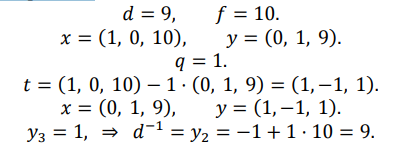 d = 9, f = 10.
x = (1, 0, 10), y = (0, 1, 9).
q = 1.
t = (1, 0, 10) − 1 · (0, 1, 9) = (1, −1, 1).
x = (0, 1, 9), y = (1, −1, 1).
y₃ = 1, ⇒ d⁻¹ = y₂ = −1 + 1 · 10 = 9.